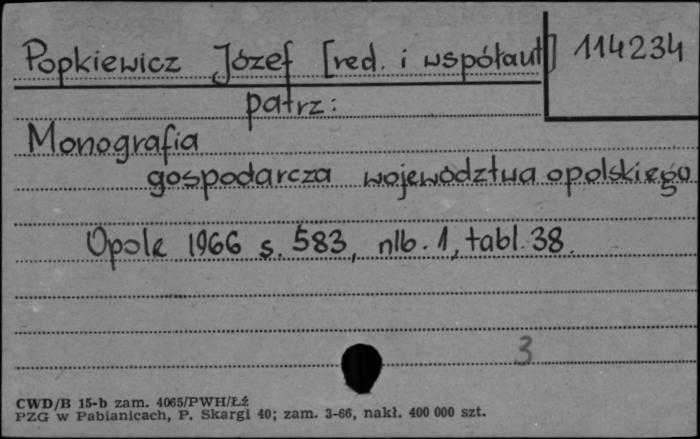 Popkiewicz Józef [red. i współaut] 114234
patrz:
Monografia
gospodarcza województwa opolskiego.
Opole 1966 s. 583, nlb. 1, tabl. 38.
3
CWD/B 15-b zam. 4065/PWH/Łź
PZG w Pabianicach, P. Skargi 40; zam. 3-66, nakł. 400 000 szt.